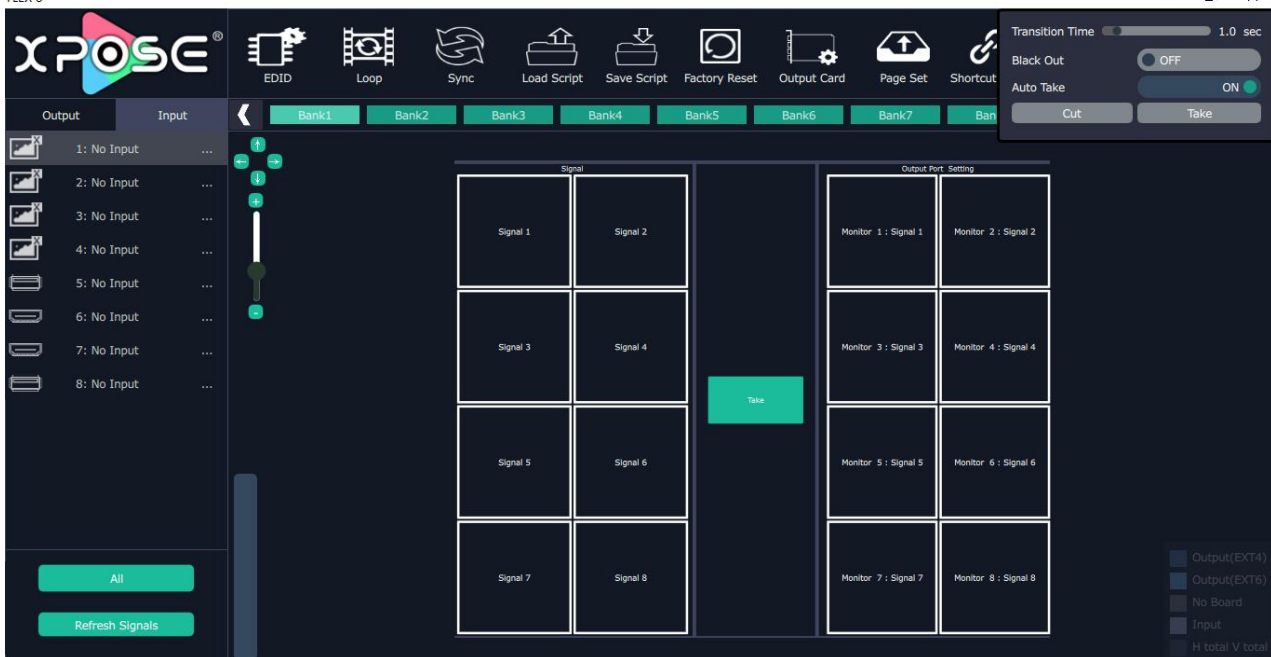 XPOSE®
EDID
Loop
Sync
Load Script
Save Script
Factory Reset
Output Card
Page Set
Shortcut
Transition Time 1.0 sec
Black Out OFF
Auto Take ON
Cut Take
Output Input
Bank1 Bank2 Bank3 Bank4 Bank5 Bank6 Bank7 Ban
1: No Input ...
2: No Input ...
3: No Input ...
4: No Input ...
5: No Input ...
6: No Input ...
7: No Input ...
8: No Input ...
All
Refresh Signals
Signal
Signal 1 Signal 2
Signal 3 Signal 4
Signal 5 Signal 6
Signal 7 Signal 8
Take
Output Port Setting
Monitor 1 : Signal 1 Monitor 2 : Signal 2
Monitor 3 : Signal 3 Monitor 4 : Signal 4
Monitor 5 : Signal 5 Monitor 6 : Signal 6
Monitor 7 : Signal 7 Monitor 8 : Signal 8
Output(EXT4)
Output(EXT6)
No Board
Input
H total V total